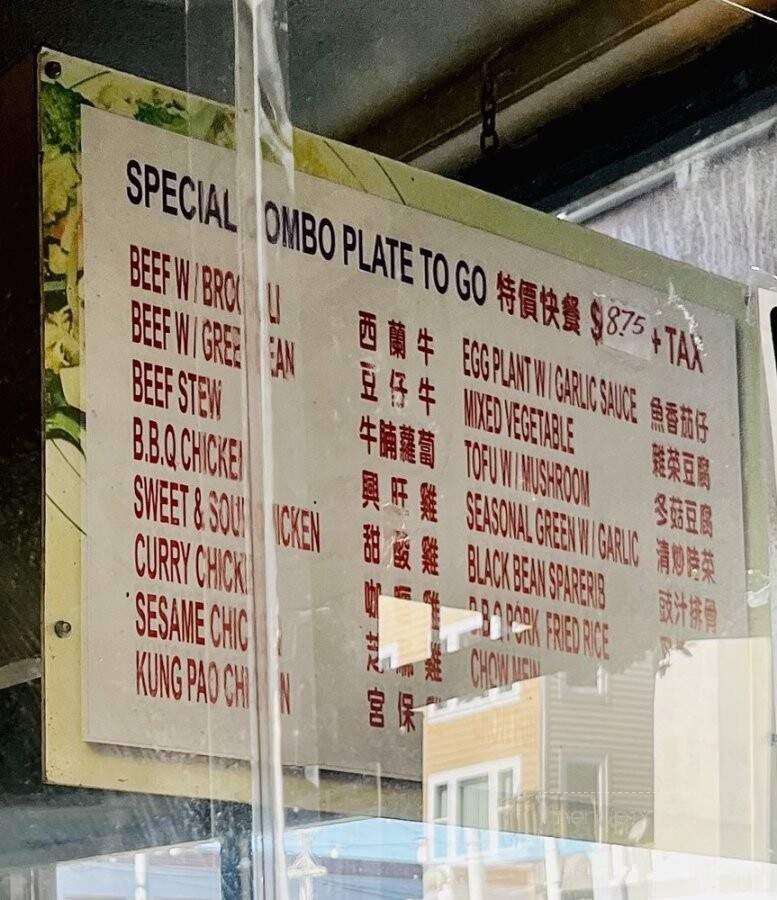 SPECIAL COMBO PLATE TO GO 特價快餐 $8.75 + TAX
BEEF W / BROCCOLI 西蘭牛
BEEF W / GREEN BEAN 豆仔牛
BEEF STEW 牛腩蘿蔔
B.B.Q CHICKEN 興旺雞
SWEET & SOUR CHICKEN 甜酸雞
CURRY CHICKEN 咖喱雞
SESAME CHICKEN 芝麻雞
KUNG PAO CHICKEN 宮保
EGG PLANT W / GARLIC SAUCE 魚香茄仔
MIXED VEGETABLE 雜菜豆腐
TOFU W / MUSHROOM 多菇豆腐
SEASONAL GREEN W / GARLIC 清炒時菜
BLACK BEAN SPARERIB 豉汁排骨
B.B.Q PORK FRIED RICE
CHOW MEIN